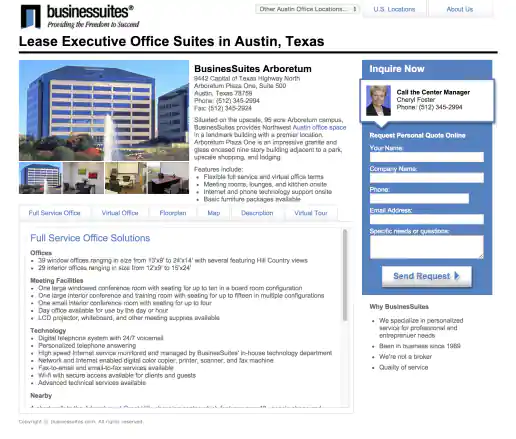 businessuites®
Providing the Freedom to Succeed
Other Austin Office Locations...
U.S. Locations
About Us
Lease Executive Office Suites in Austin, Texas
BusinesSuites Arboretum
9442 Capital of Texas Highway North
Arboretum Plaza One, Suite 500
Austin, Texas 78759
Phone: (512) 345-2994
Fax: (512) 345-2924
Situated on the upscale, 95 acre Arboretum campus,
BusinesSuites provides Northwest Austin office space
in a landmark building with a premier location.
Arboretum Plaza One is an impressive granite and
glass encased nine story building adjacent to a park,
upscale shopping, and lodging.
Features include:
• Flexible full service and virtual office terms
• Meeting rooms, lounges, and kitchen onsite
• Internet and phone technology support onsite
• Basic furniture packages available
Full Service Office
Virtual Office
Floorplan
Map
Description
Virtual Tour
Full Service Office Solutions
Offices
• 39 window offices ranging in size from 13'x9' to 24'x14' with several featuring Hill Country views
• 29 interior offices ranging in size from 12'x9' to 15'x24'
Meeting Facilities
• One large windowed conference room with seating for up to ten in a board room configuration
• One large interior conference room and training room with seating for up to fifteen in multiple configurations
• One small interior conference room with seating for up to four
• Day office available for use by the day or hour
• LCD projector, whiteboard, and other meeting supplies available
Technology
• Digital telephone system with 24/7 voicemail
• Personalized telephone answering
• High speed Internet service monitored and managed by BusinesSuites' in-house technology department
• Network and Internet enabled digital color copier, printer, scanner, and fax machine
• Fax-to-email and email-to-fax services available
• Wi-fi with secure access available for clients and guests
• Advanced technical services available
Nearby
Inquire Now
Call the Center Manager
Cheryl Foster
Phone: (512) 345-2994
Request Personal Quote Online
Your Name:
Company Name:
Phone:
Email Address:
Specific needs or questions:
Send Request
Why BusinesSuites
• We specialize in personalized
service for professional and
entrepreneur needs
• Been in business since 1989
• We're not a broker
• Quality of service
Copyright © businessuites.com. All rights reserved.